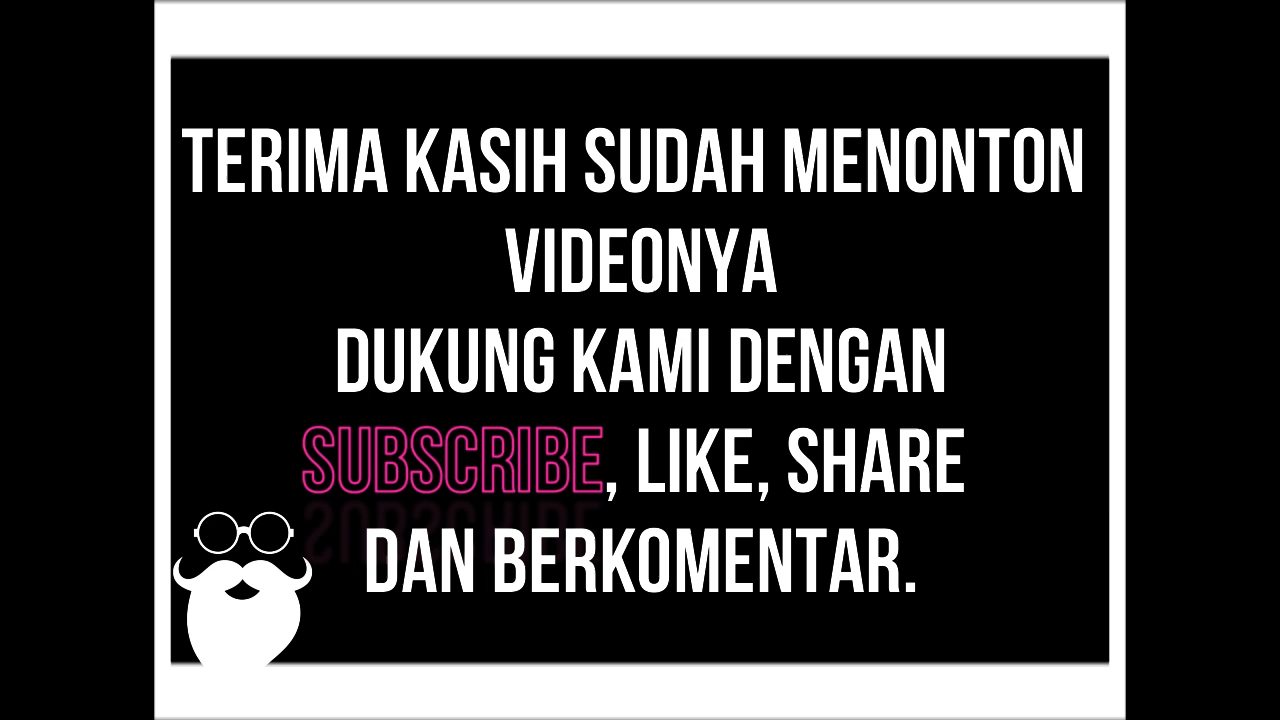 TERIMA KASIH SUDAH MENONTON
VIDEONYA
DUKUNG KAMI DENGAN
SUBSCRIBE, LIKE, SHARE
DAN BERKOMENTAR.